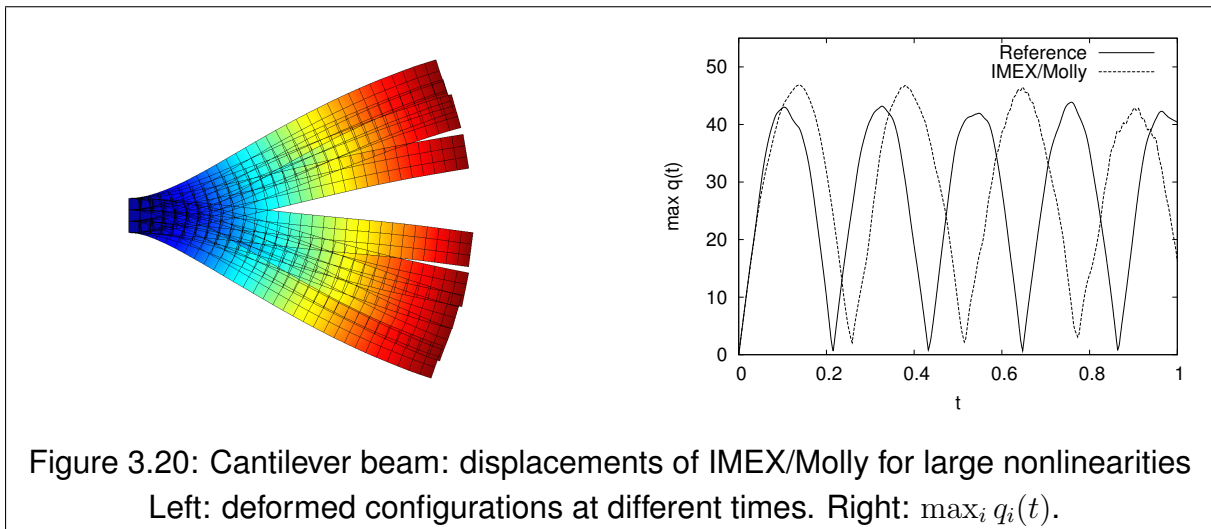 Reference
IMEX/Molly
50
40
30
20
10
0
max q(t)
0 0.2 0.4 0.6 0.8 1
t
Figure 3.20: Cantilever beam: displacements of IMEX/Molly for large nonlinearities
Left: deformed configurations at different times. Right: maxᵢ qᵢ(t).